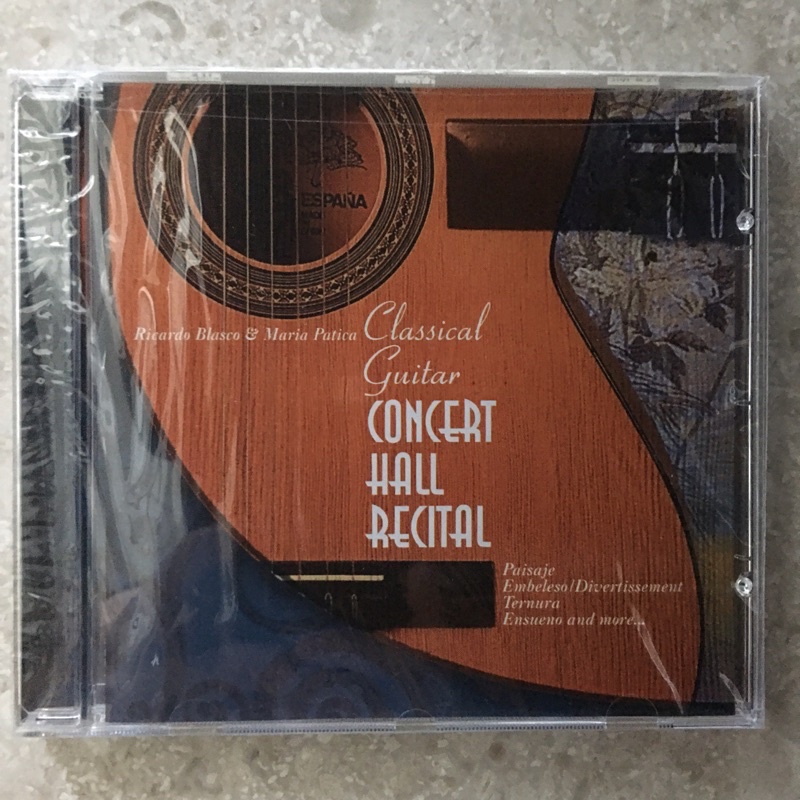 ESPAÑA
Ricardo Blasco & Maria Patica
Classical
Guitar
CONCERT
HALL
RECITAL
Paisaje
Embeleso/Divertissement
Ternura
Ensueno and more...